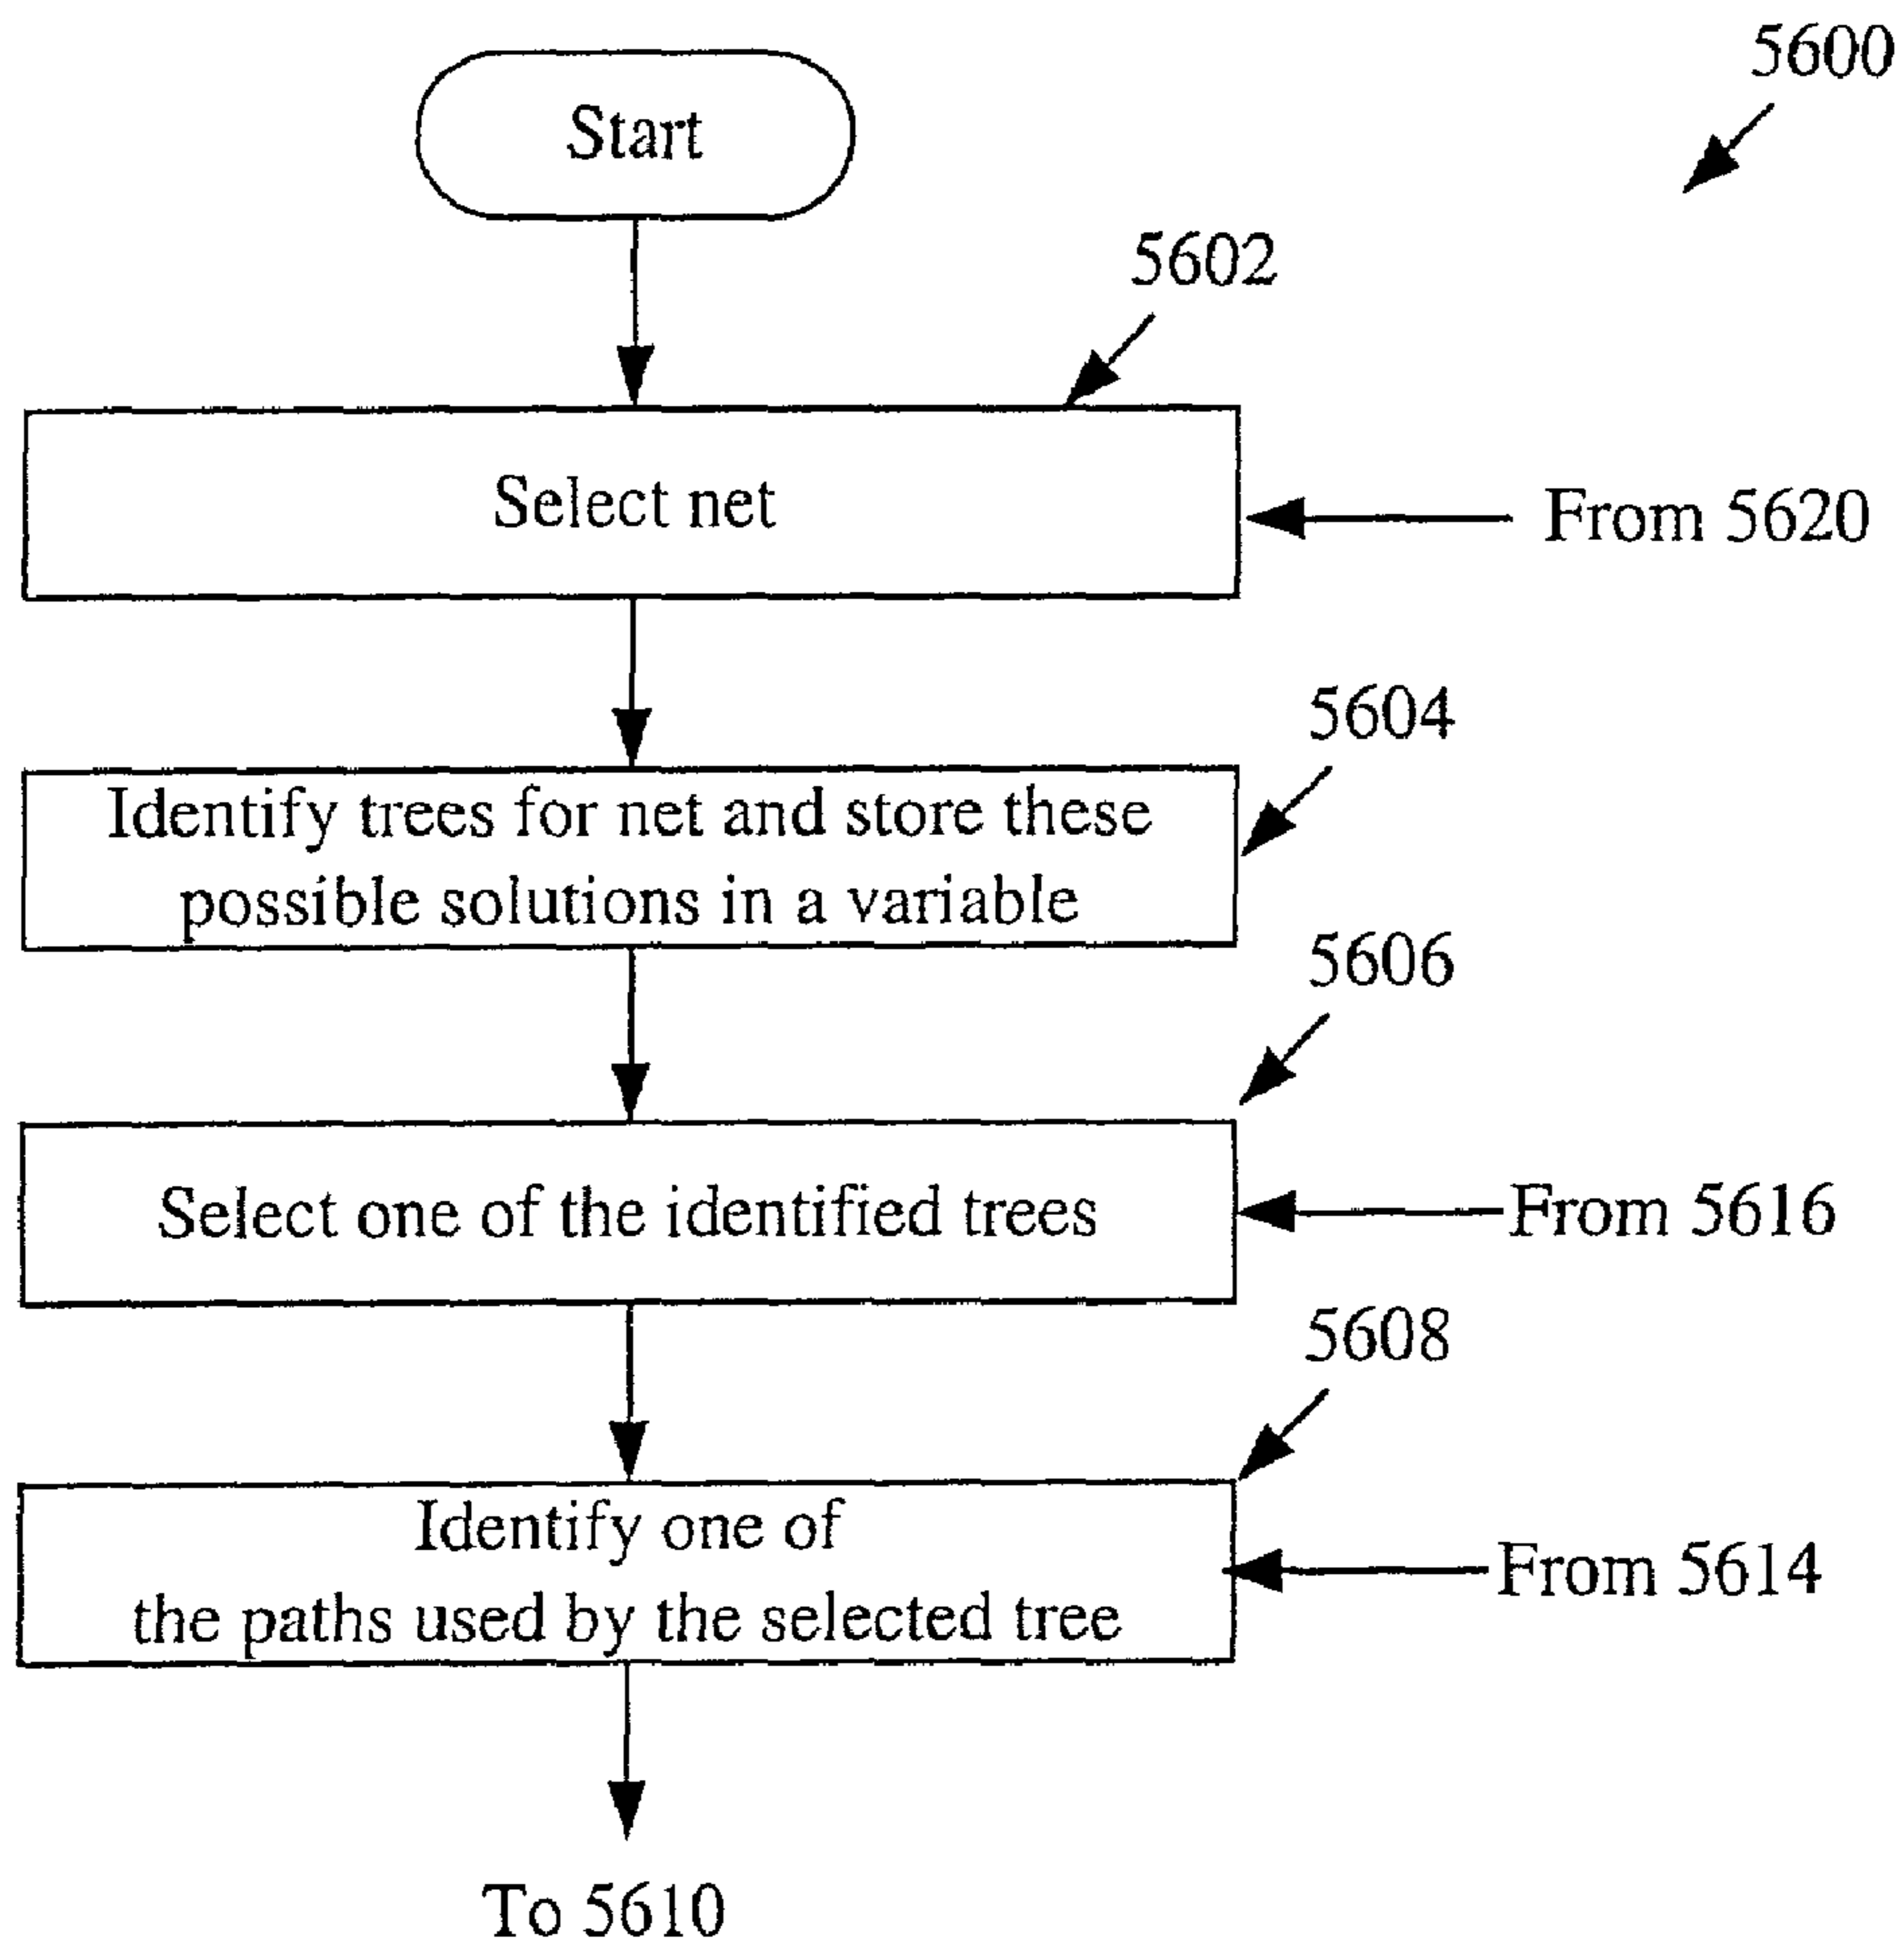 5600
Start
5602
Select net
From 5620
5604
Identify trees for net and store these
possible solutions in a variable
5606
Select one of the identified trees
From 5616
5608
Identify one of
the paths used by the selected tree
From 5614
To 5610